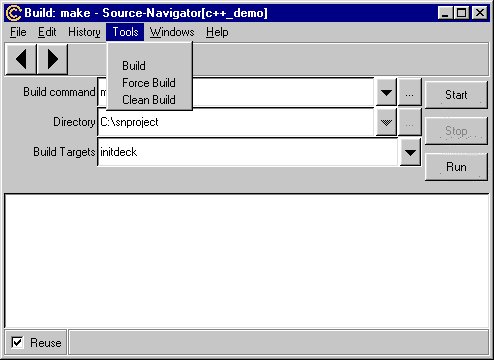 Build: make - Source-Navigator[c++_demo]
File Edit History Tools Windows Help
Build
Force Build
Clean Build
Build command m ... Start
Directory C:\snproject ... Stop
Build Targets initdeck Run
Reuse